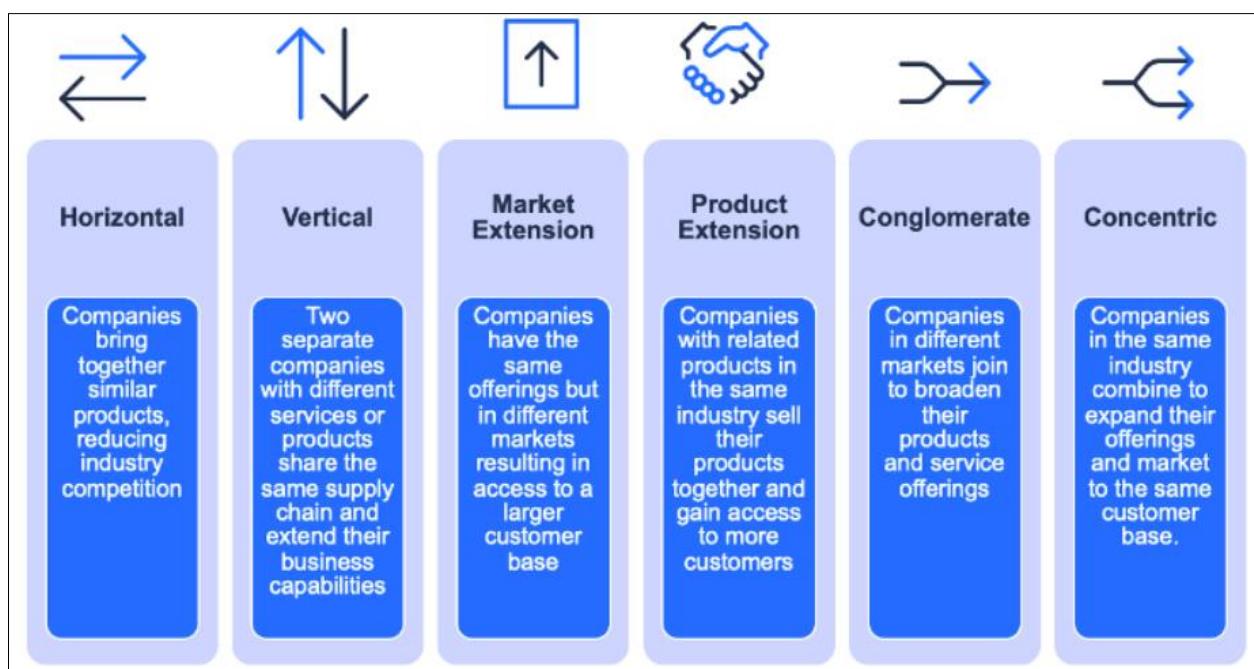 Horizontal
Companies
bring
together
similar
products,
reducing
industry
competition
Vertical
Two
separate
companies
with different
services or
products
share the
same supply
chain and
extend their
business
capabilities
Market
Extension
Companies
have the
same
offerings but
in different
markets
resulting in
access to a
larger
customer
base
Product
Extension
Companies
with related
products in
the same
industry sell
their
products
together and
gain access
to more
customers
Conglomerate
Companies
in different
markets join
to broaden
their
products
and service
offerings
Concentric
Companies
in the same
industry
combine to
expand their
offerings
and market
to the same
customer
base.